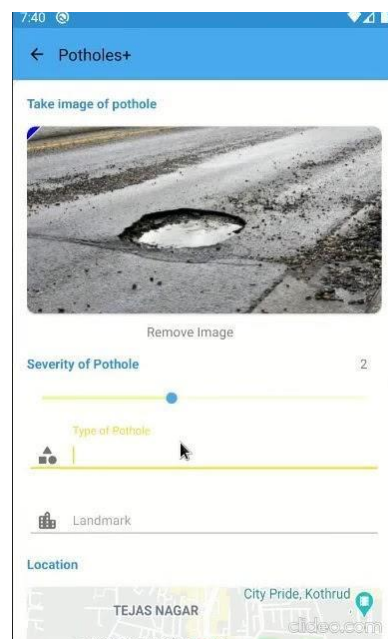 7:40
Potholes+
Take image of pothole
Remove Image
Severity of Pothole 2
Type of Pothole
Landmark
Location
City Pride, Kothrud
TEJAS NAGAR
clideo.com